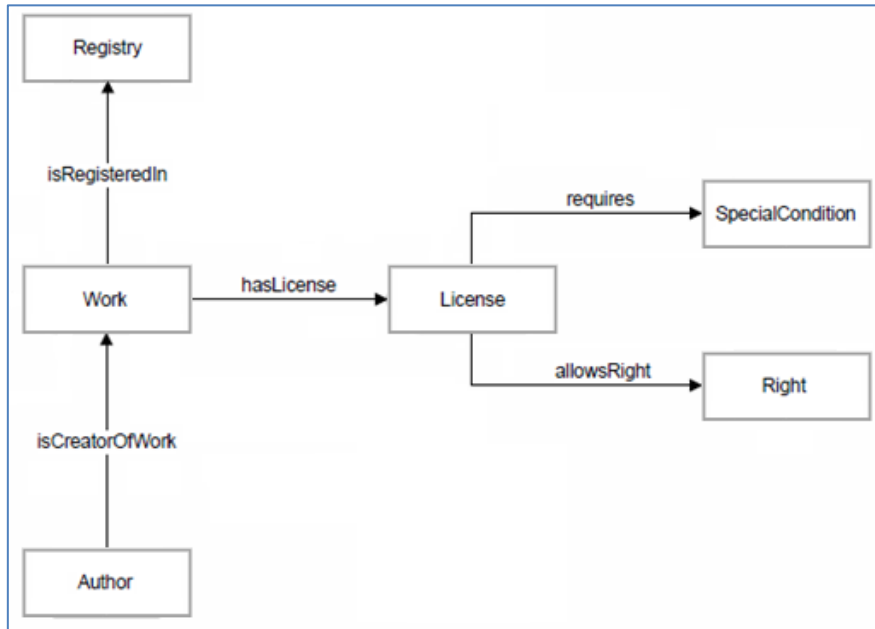 Registry
isRegisteredIn
requires
SpecialCondition
Work
hasLicense
License
allowsRight
Right
isCreatorOfWork
Author